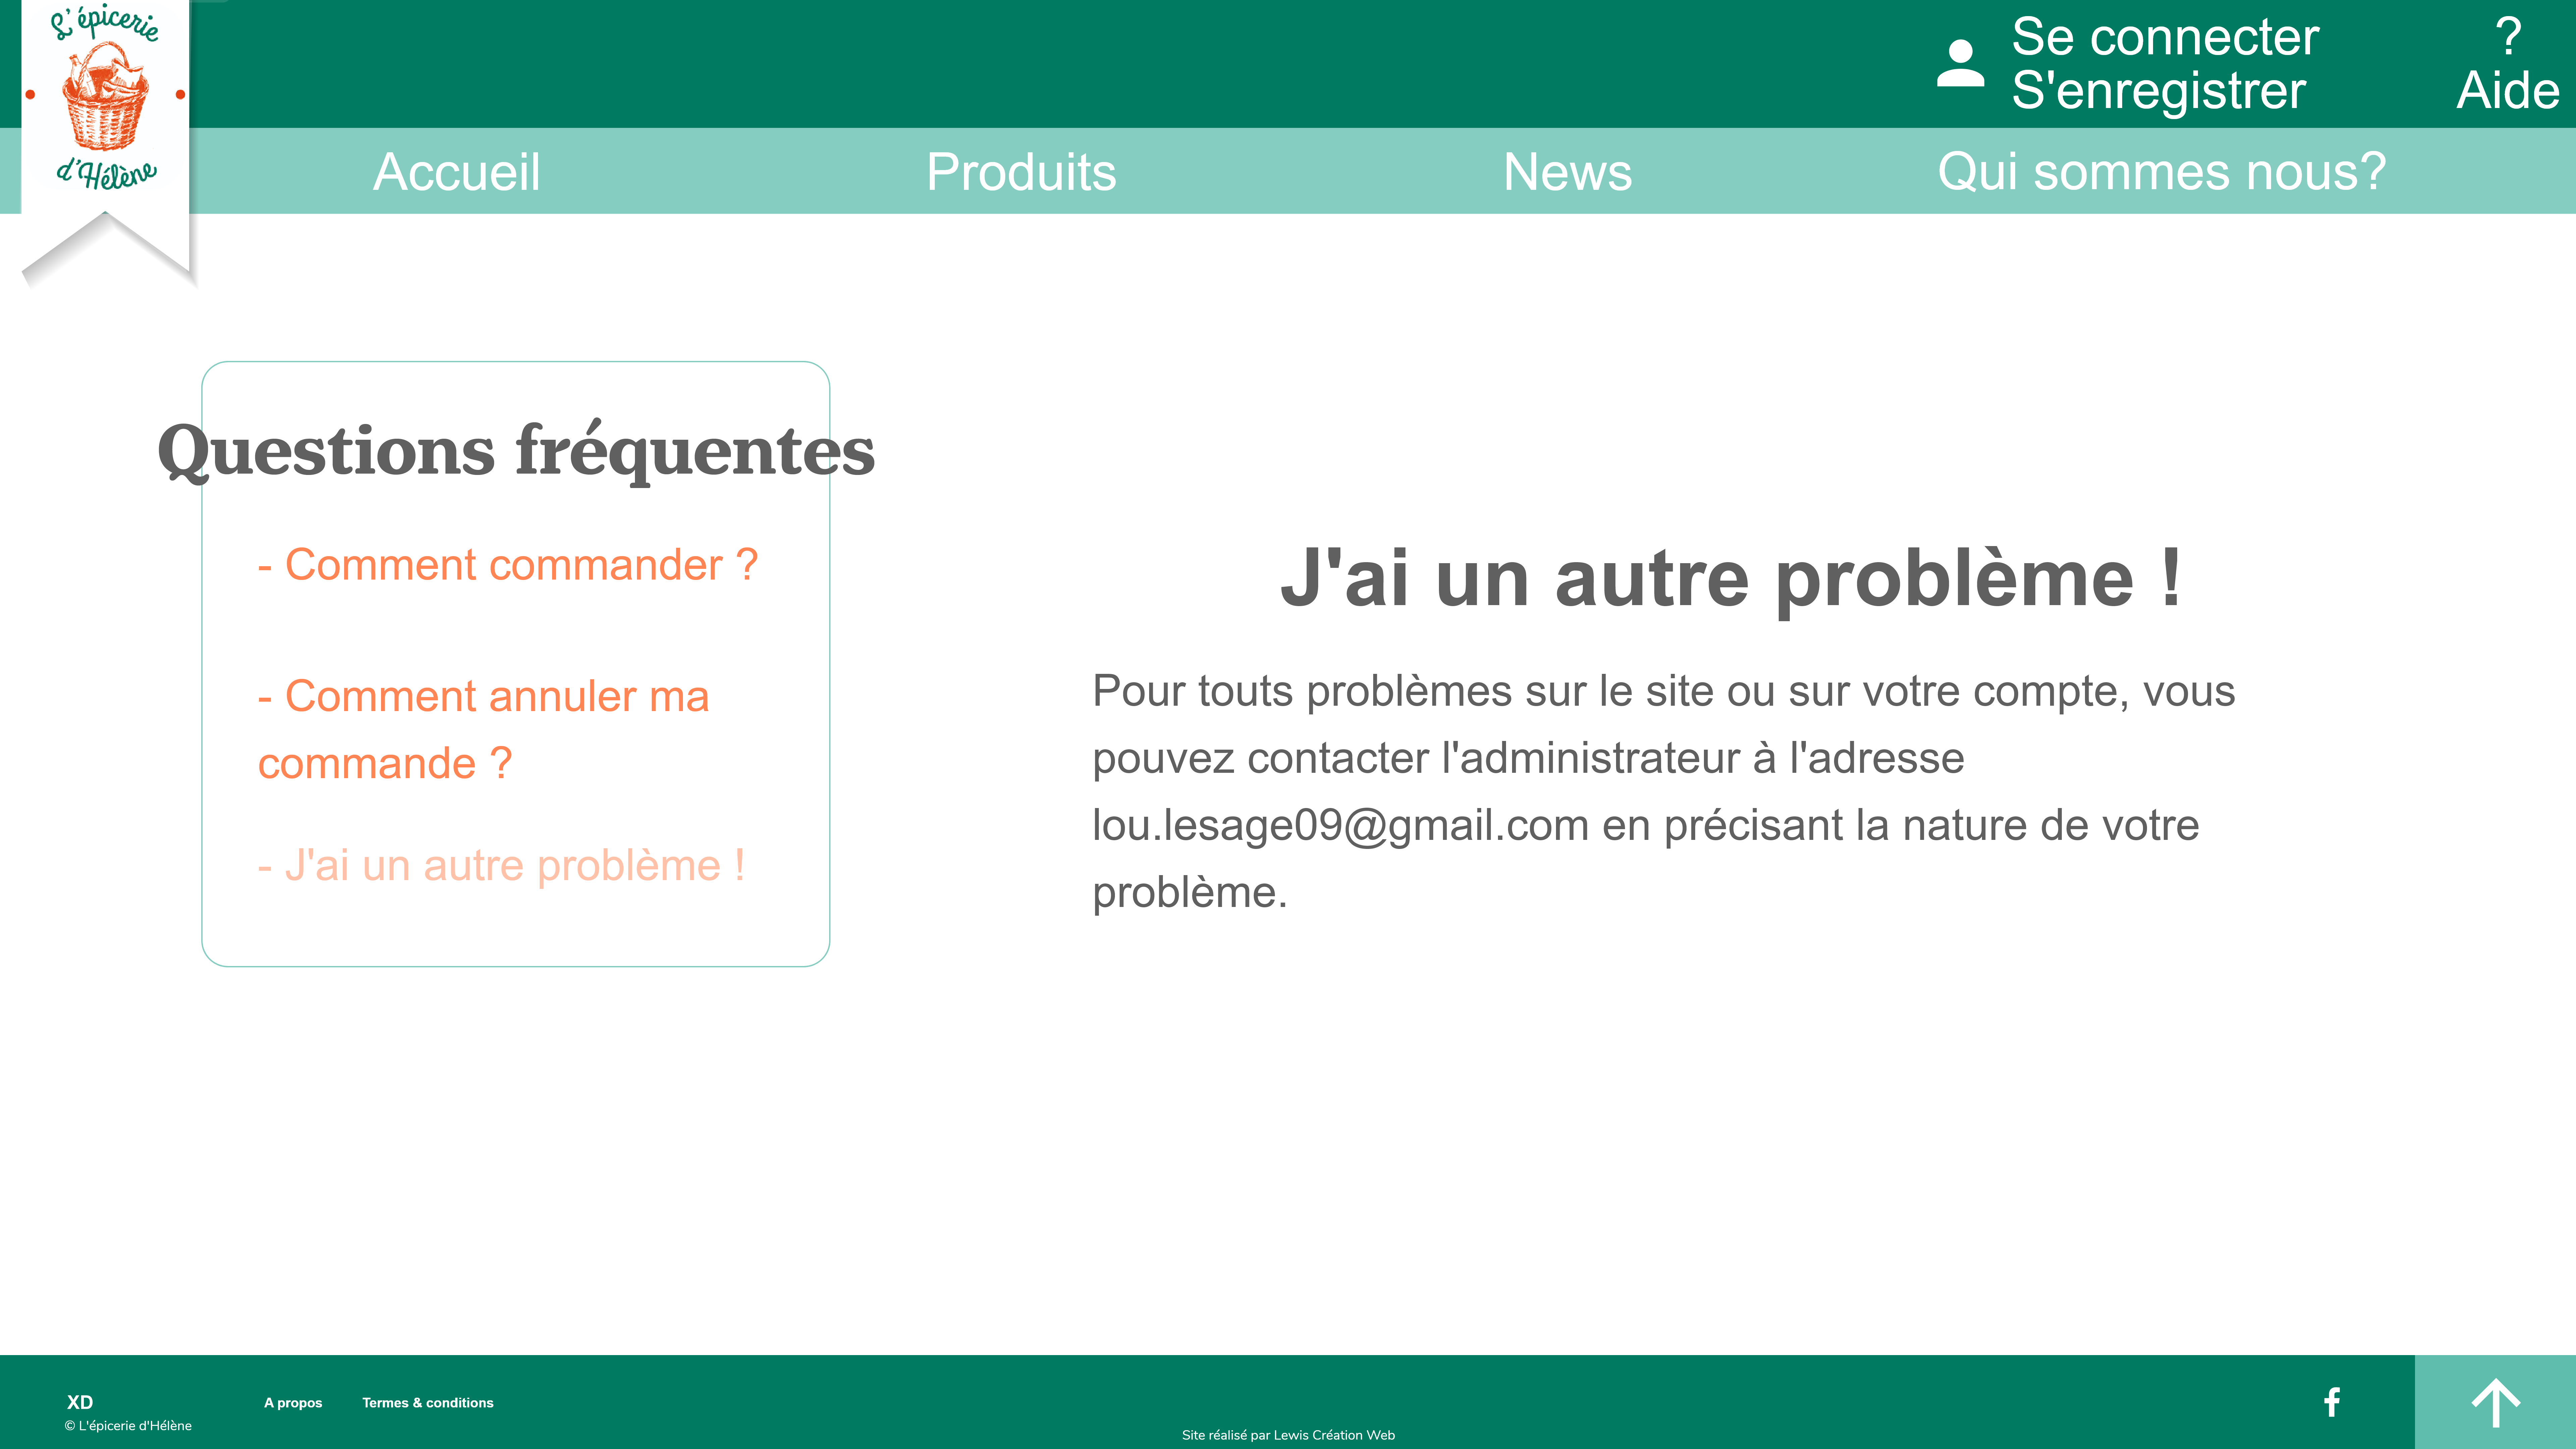 L'épicerie
d'Hélène
Se connecter
S'enregistrer
?
Aide
Accueil
Produits
News
Qui sommes nous?
Questions fréquentes
- Comment commander ?
- Comment annuler ma
commande ?
- J'ai un autre problème !
J'ai un autre problème !
Pour touts problèmes sur le site ou sur votre compte, vous
pouvez contacter l'administrateur à l'adresse
lou.lesage09@gmail.com en précisant la nature de votre
problème.
XD
© L'épicerie d'Hélène
A propos
Termes & conditions
Site réalisé par Lewis Création Web